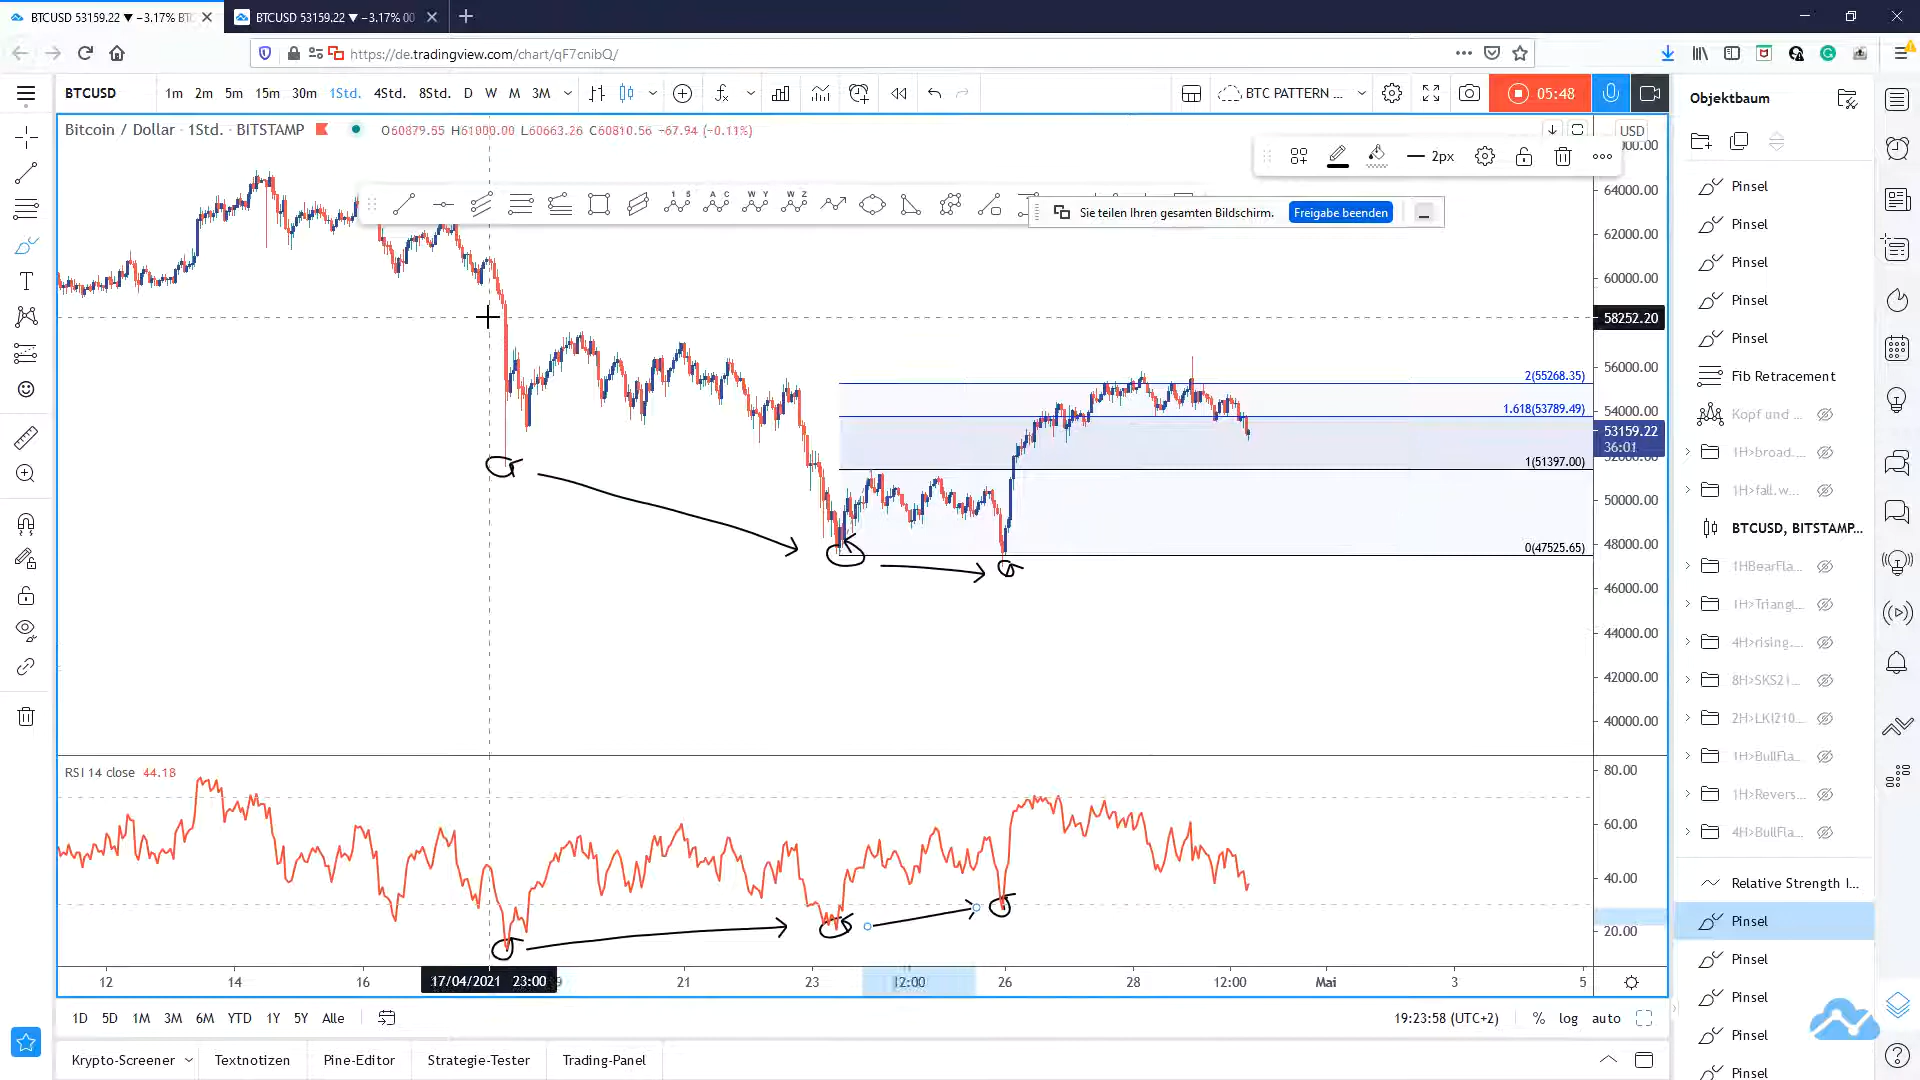 BTCUSD 53159.22 ▼ −3.17% BTC
BTCUSD 53159.22 ▼ −3.17% 00
https://de.tradingview.com/chart/qF7cnibQ/
BTCUSD 1m 2m 5m 15m 30m 1Std. 4Std. 8Std. D W M 3M BTC PATTERN ... 05:48
Objektbaum
Bitcoin / Dollar · 1Std. · BITSTAMP O60879.55 H61000.00 L60663.26 C60810.56 −67.94 (−0.11%)
USD
2px
Sie teilen Ihren gesamten Bildschirm. Freigabe beenden
64000.00
62000.00
60000.00
58252.20
56000.00
54000.00
53159.22
36:01
50000.00
48000.00
46000.00
44000.00
42000.00
40000.00
2(55268.35)
1.618(53789.49)
1(51397.00)
0(47525.65)
RSI 14 close 44.18
80.00
60.00
40.00
20.00
12 14 16 17/04/2021 23:00 21 23 12:00 26 28 12:00 Mai 3 5
1D 5D 1M 3M 6M YTD 1Y 5Y Alle
19:23:58 (UTC+2) % log auto
Krypto-Screener Textnotizen Pine-Editor Strategie-Tester Trading-Panel
Pinsel
Pinsel
Pinsel
Pinsel
Pinsel
Fib Retracement
Kopf und ...
1H>broad....
1H>fall.w...
BTCUSD, BITSTAMP...
1HBearFla...
1H>Triangl...
4H>rising....
8H>SKS21...
2H>LKI210...
1H>BullFla...
1H>Revers...
4H>BullFla...
Relative Strength I...
Pinsel
Pinsel
Pinsel
Pinsel
Pinsel